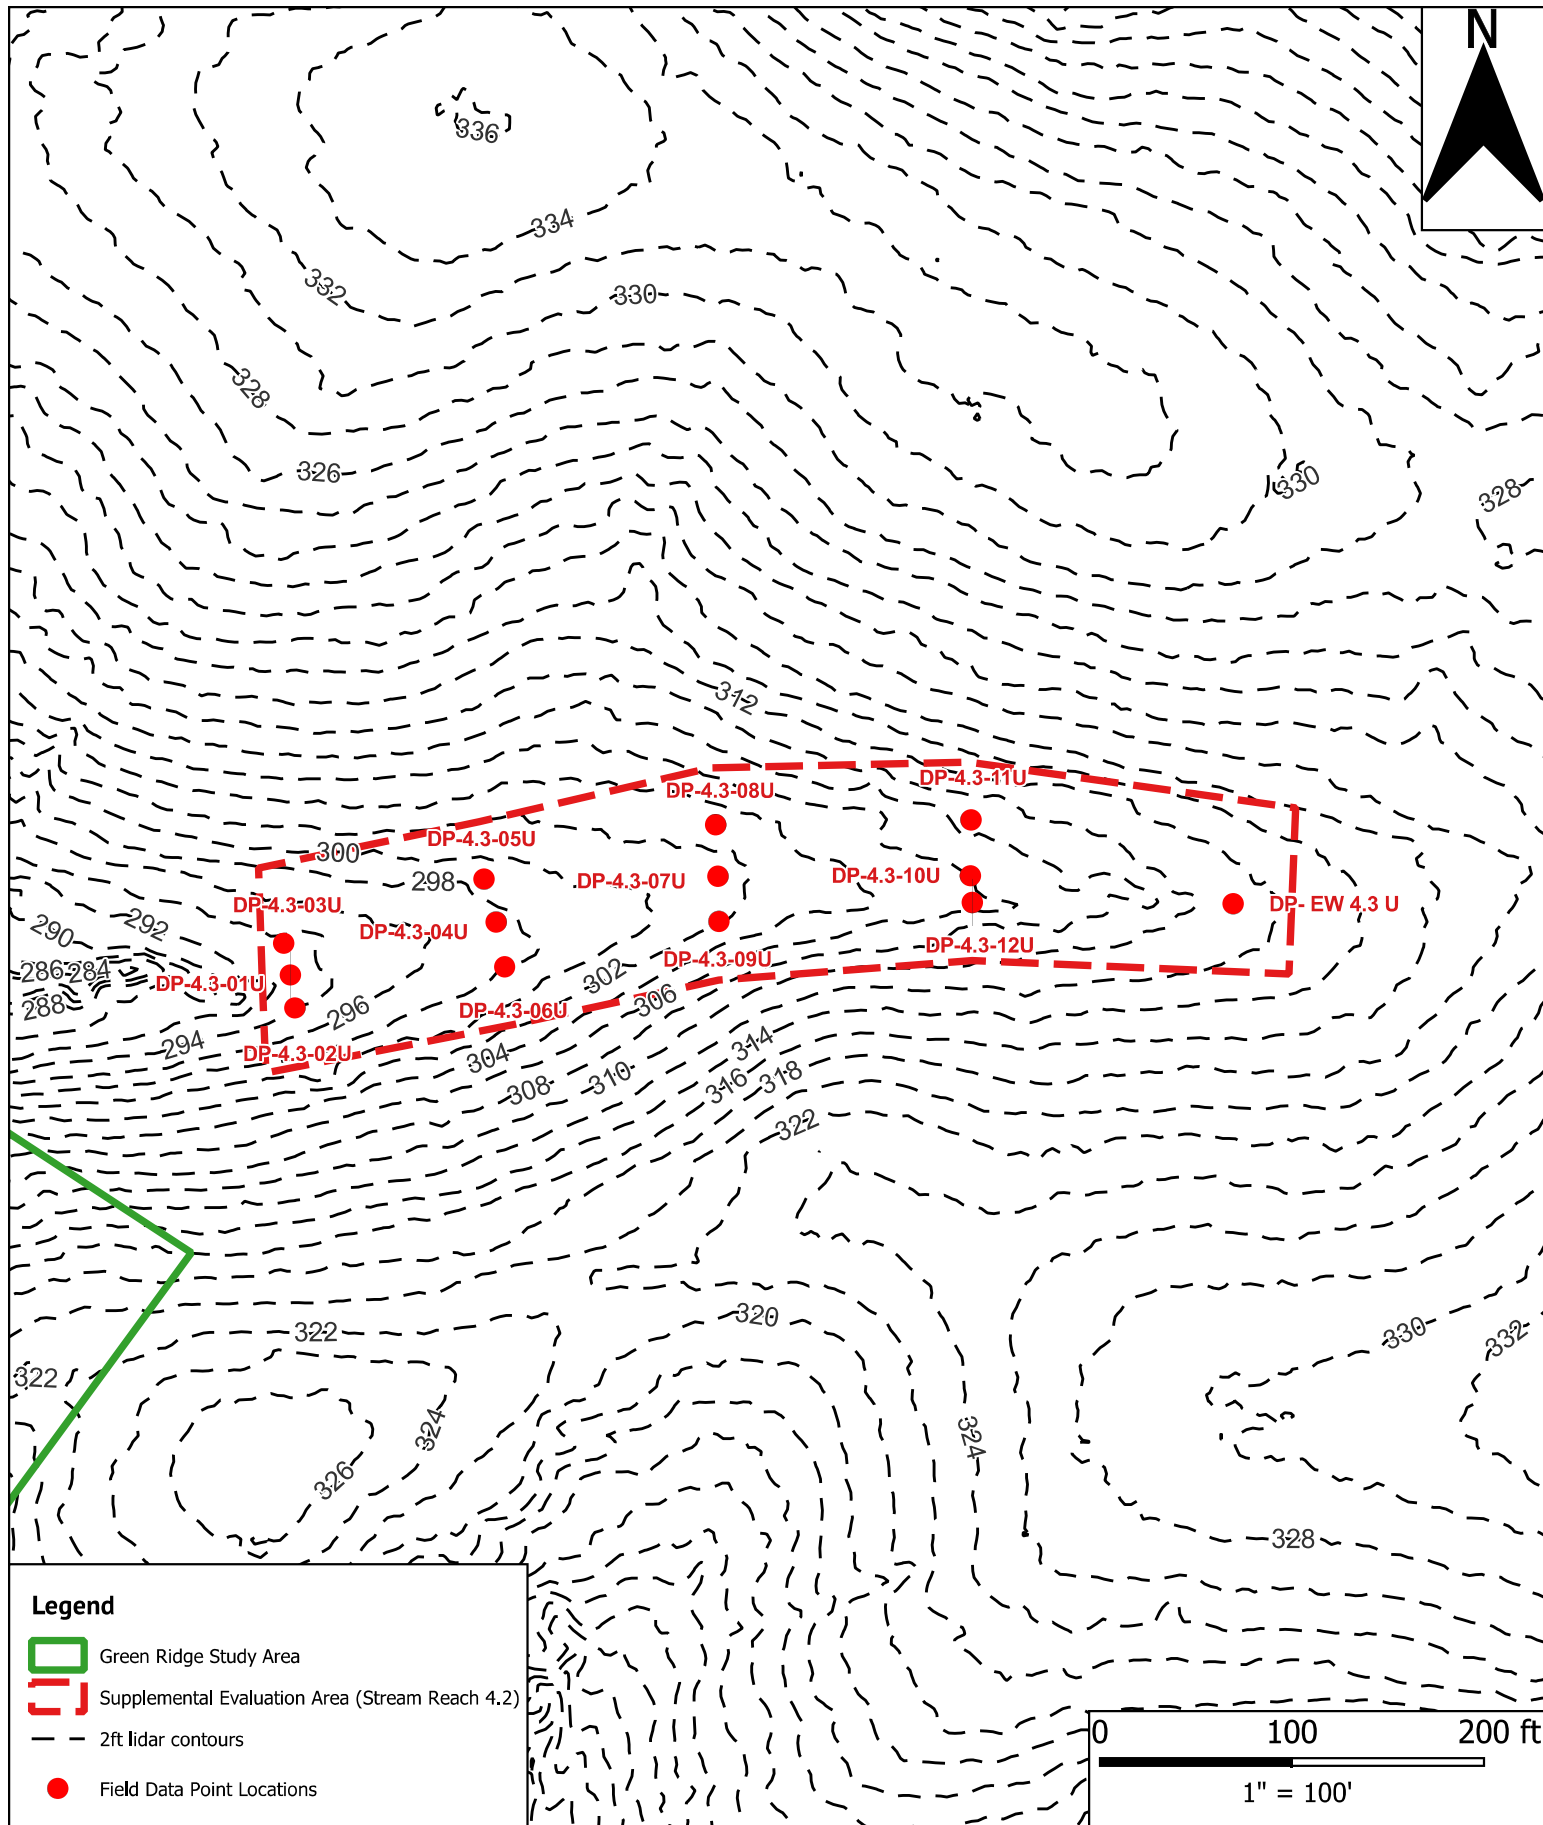 N
336
334
332
330
328
326
330
328
312
DP-4.3-11U
DP-4.3-08U
DP-4.3-05U
300
298
DP-4.3-07U
DP-4.3-10U
DP-4.3-03U
DP- EW 4.3 U
292
290
DP-4.3-04U
DP-4.3-12U
DP-4.3-09U
286
284
DP-4.3-01U
302
288
296
306
DP-4.3-06U
294
DP-4.3-02U
304
314
308
310
316
318
322
320
322
330
332
322
324
324
326
328
Legend
Green Ridge Study Area
Supplemental Evaluation Area (Stream Reach 4.2)
2ft lidar contours
Field Data Point Locations
0 100 200 ft
1" = 100'